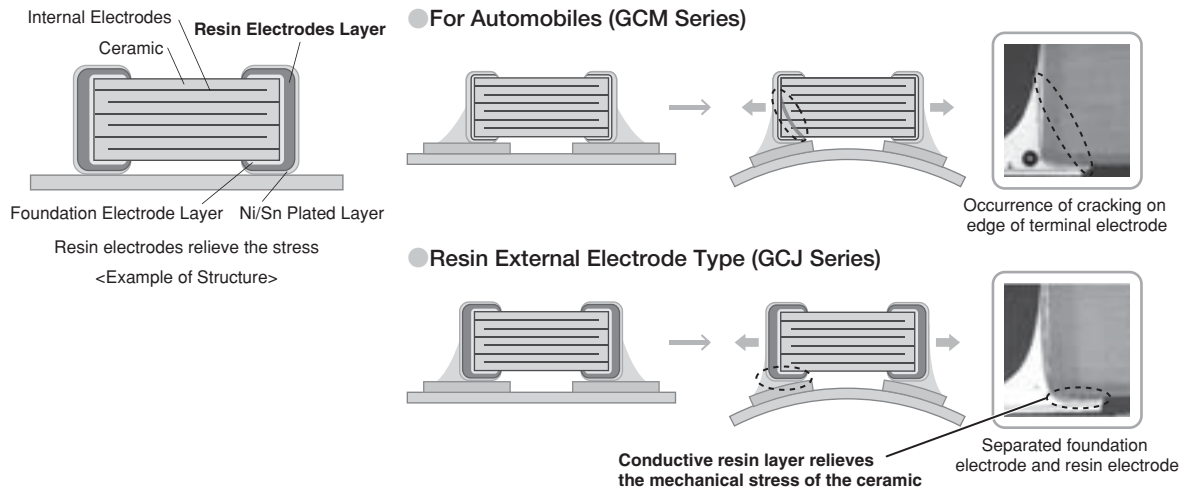 Internal Electrodes
Resin Electrodes Layer
Ceramic
Foundation Electrode Layer
Ni/Sn Plated Layer
Resin electrodes relieve the stress
<Example of Structure>
For Automobiles (GCM Series)
Occurrence of cracking on
edge of terminal electrode
Resin External Electrode Type (GCJ Series)
Conductive resin layer relieves
the mechanical stress of the ceramic
Separated foundation
electrode and resin electrode